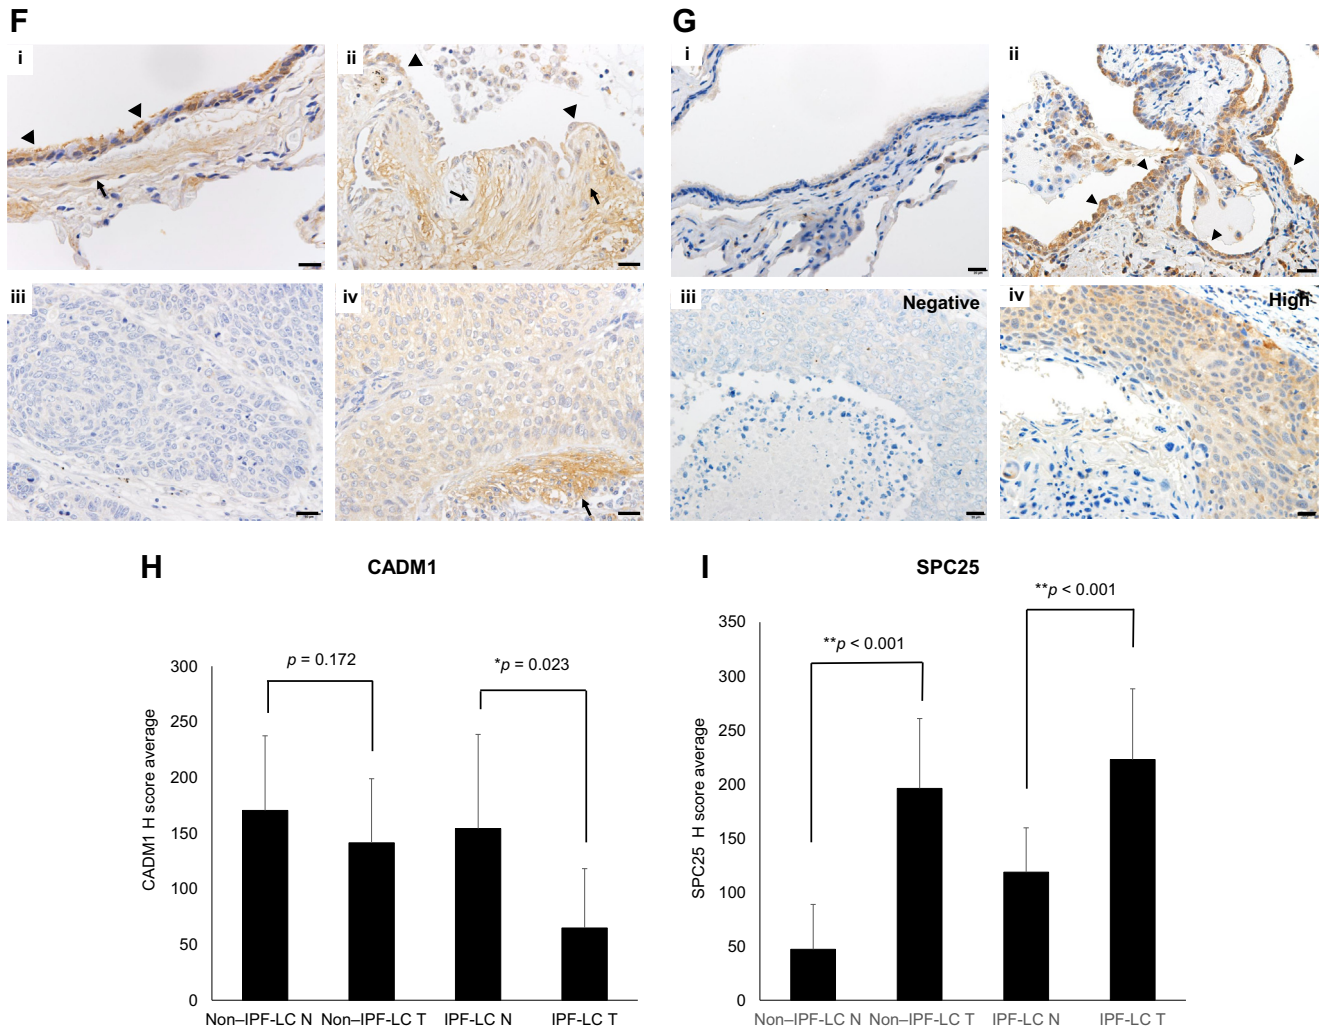 F
G
i
ii
i
ii
iii
iv
iii
Negative
iv
High
H
CADM1
I
SPC25
CADM1 H score average
300
250
200
150
100
50
0
p = 0.172
*p = 0.023
Non–IPF-LC N
Non–IPF-LC T
IPF-LC N
IPF-LC T
SPC25 H score average
350
300
250
200
150
100
50
0
**p < 0.001
**p < 0.001
Non–IPF-LC N
Non–IPF-LC T
IPF-LC N
IPF-LC T